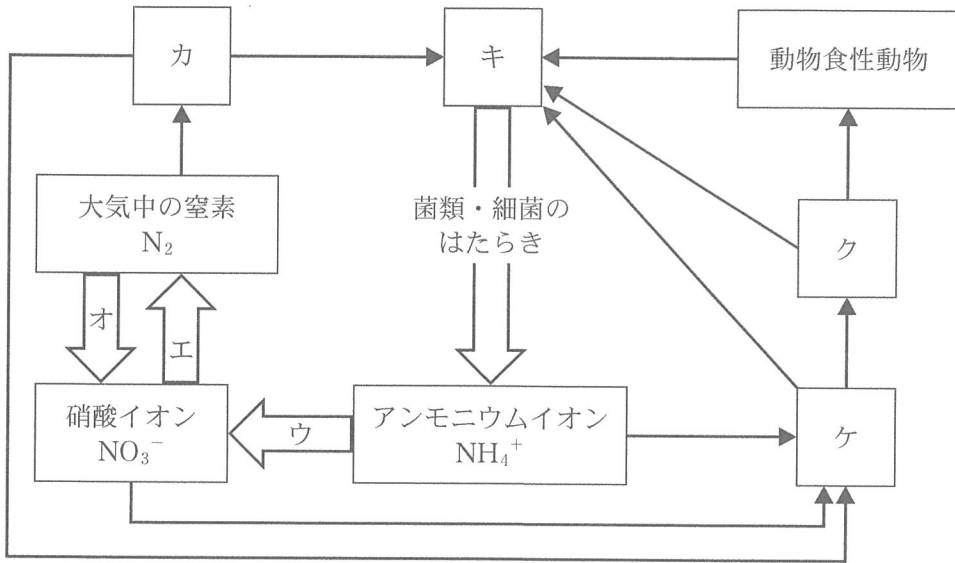 カ
キ
動物食性動物
大気中の窒素
N₂
菌類・細菌の
はたらき
ク
オ
エ
硝酸イオン
NO₃⁻
ウ
アンモニウムイオン
NH₄⁺
ケ